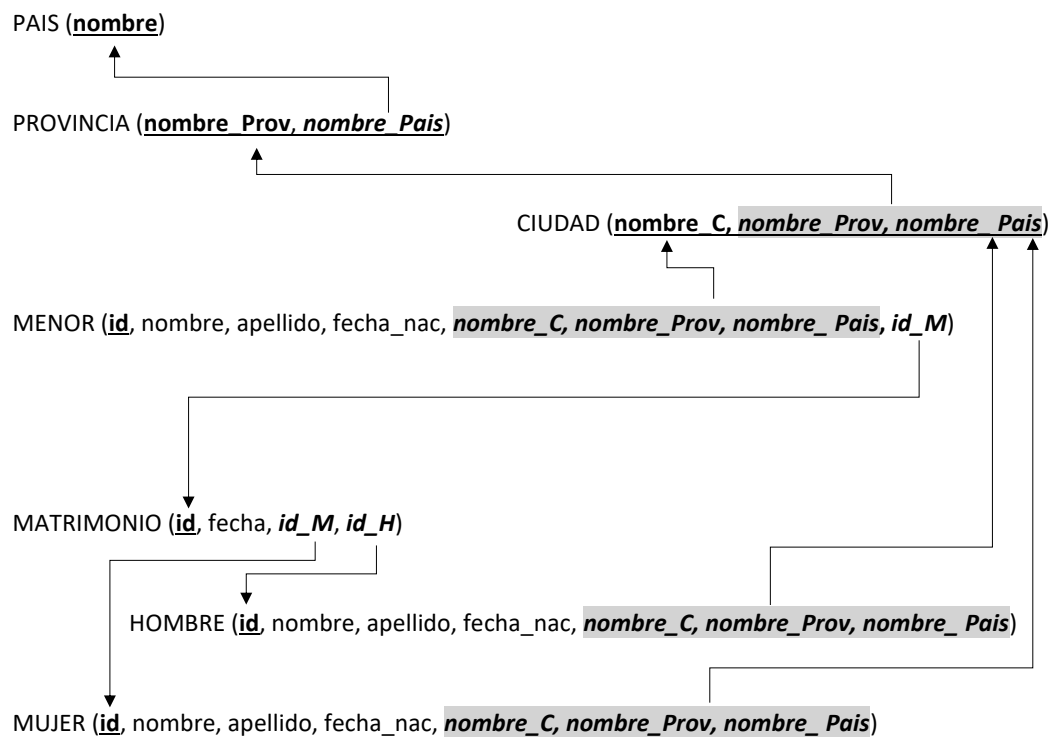 PAIS (nombre)
PROVINCIA (nombre_Prov, nombre_Pais)
CIUDAD (nombre_C, nombre_Prov, nombre_ Pais)
MENOR (id, nombre, apellido, fecha_nac, nombre_C, nombre_Prov, nombre_ Pais, id_M)
MATRIMONIO (id, fecha, id_M, id_H)
HOMBRE (id, nombre, apellido, fecha_nac, nombre_C, nombre_Prov, nombre_ Pais)
MUJER (id, nombre, apellido, fecha_nac, nombre_C, nombre_Prov, nombre_ Pais)